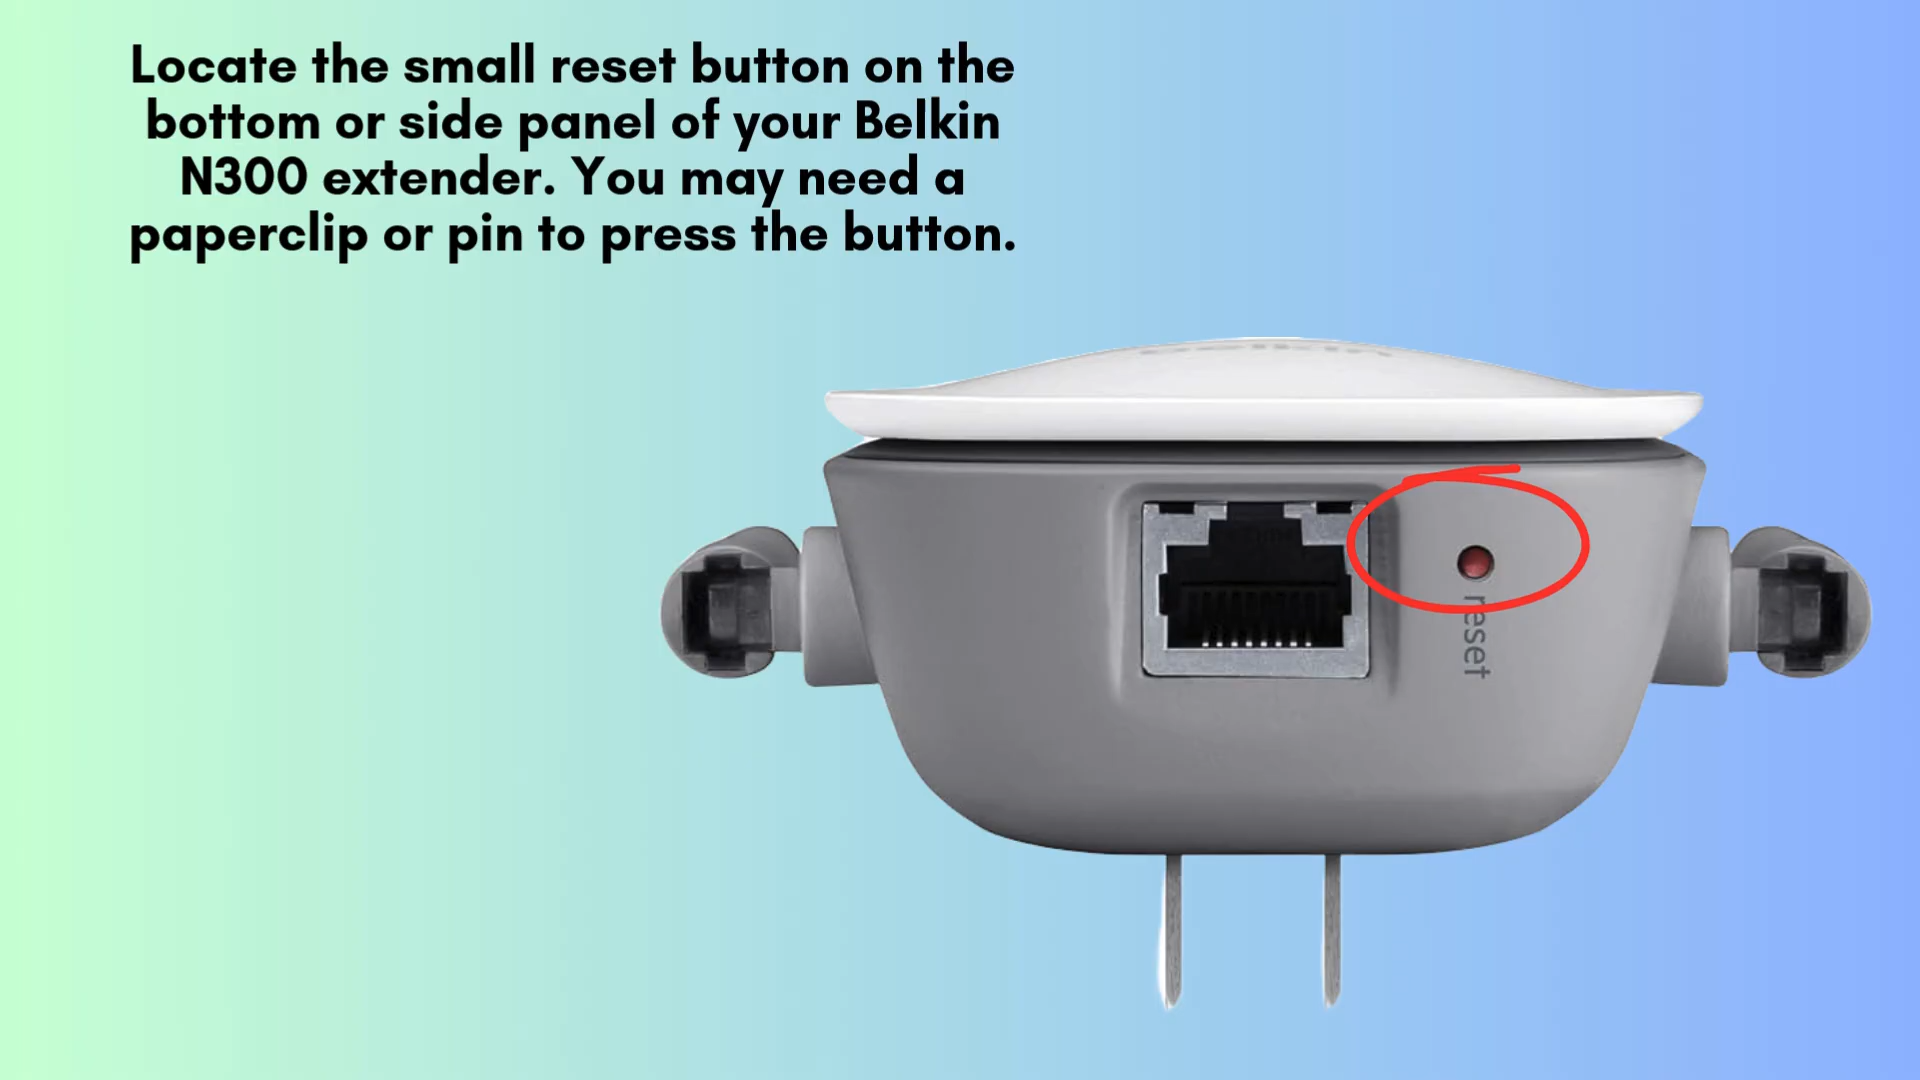 Locate the small reset button on the
bottom or side panel of your Belkin
N300 extender. You may need a
paperclip or pin to press the button.
reset